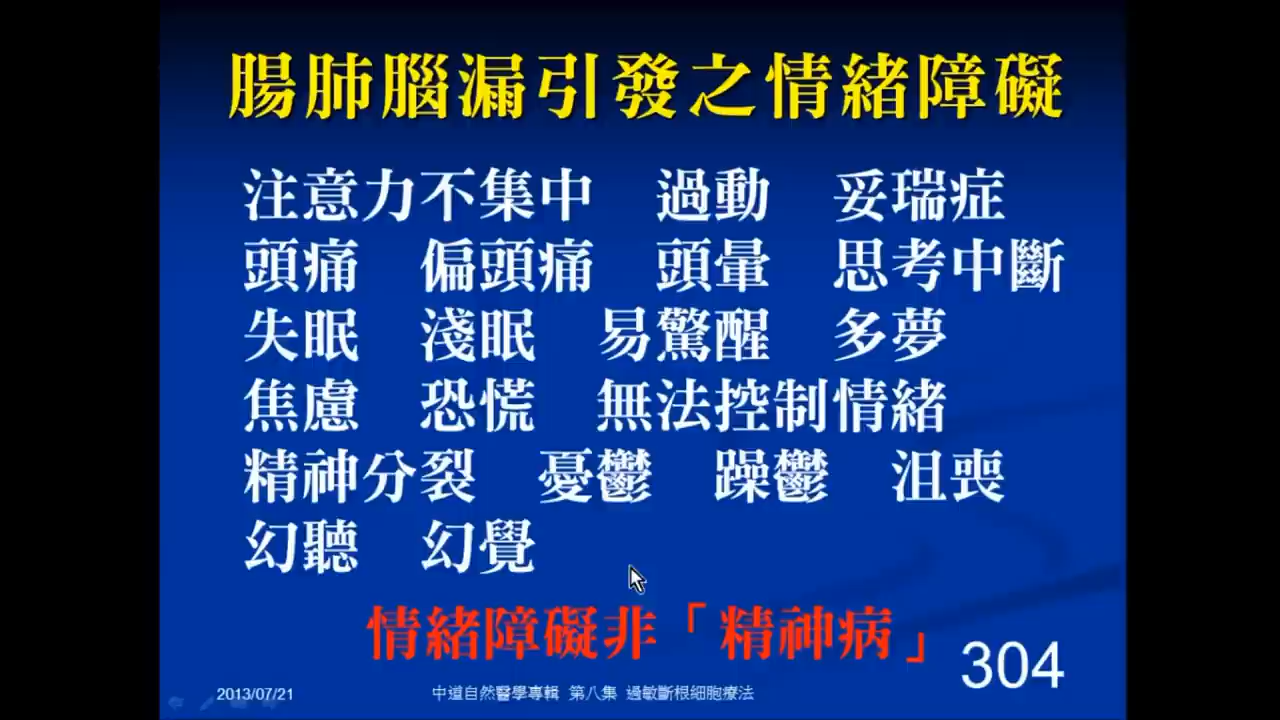 腸肺腦漏引發之情緒障礙
注意力不集中　過動　妥瑞症
頭痛　偏頭痛　頭暈　思考中斷
失眠　淺眠　易驚醒　多夢
焦慮　恐慌　無法控制情緒
精神分裂　憂鬱　躁鬱　沮喪
幻聽　幻覺
情緒障礙非「精神病」
304
2013/07/21
中道自然醫學專輯 第八集 過敏斷根細胞療法